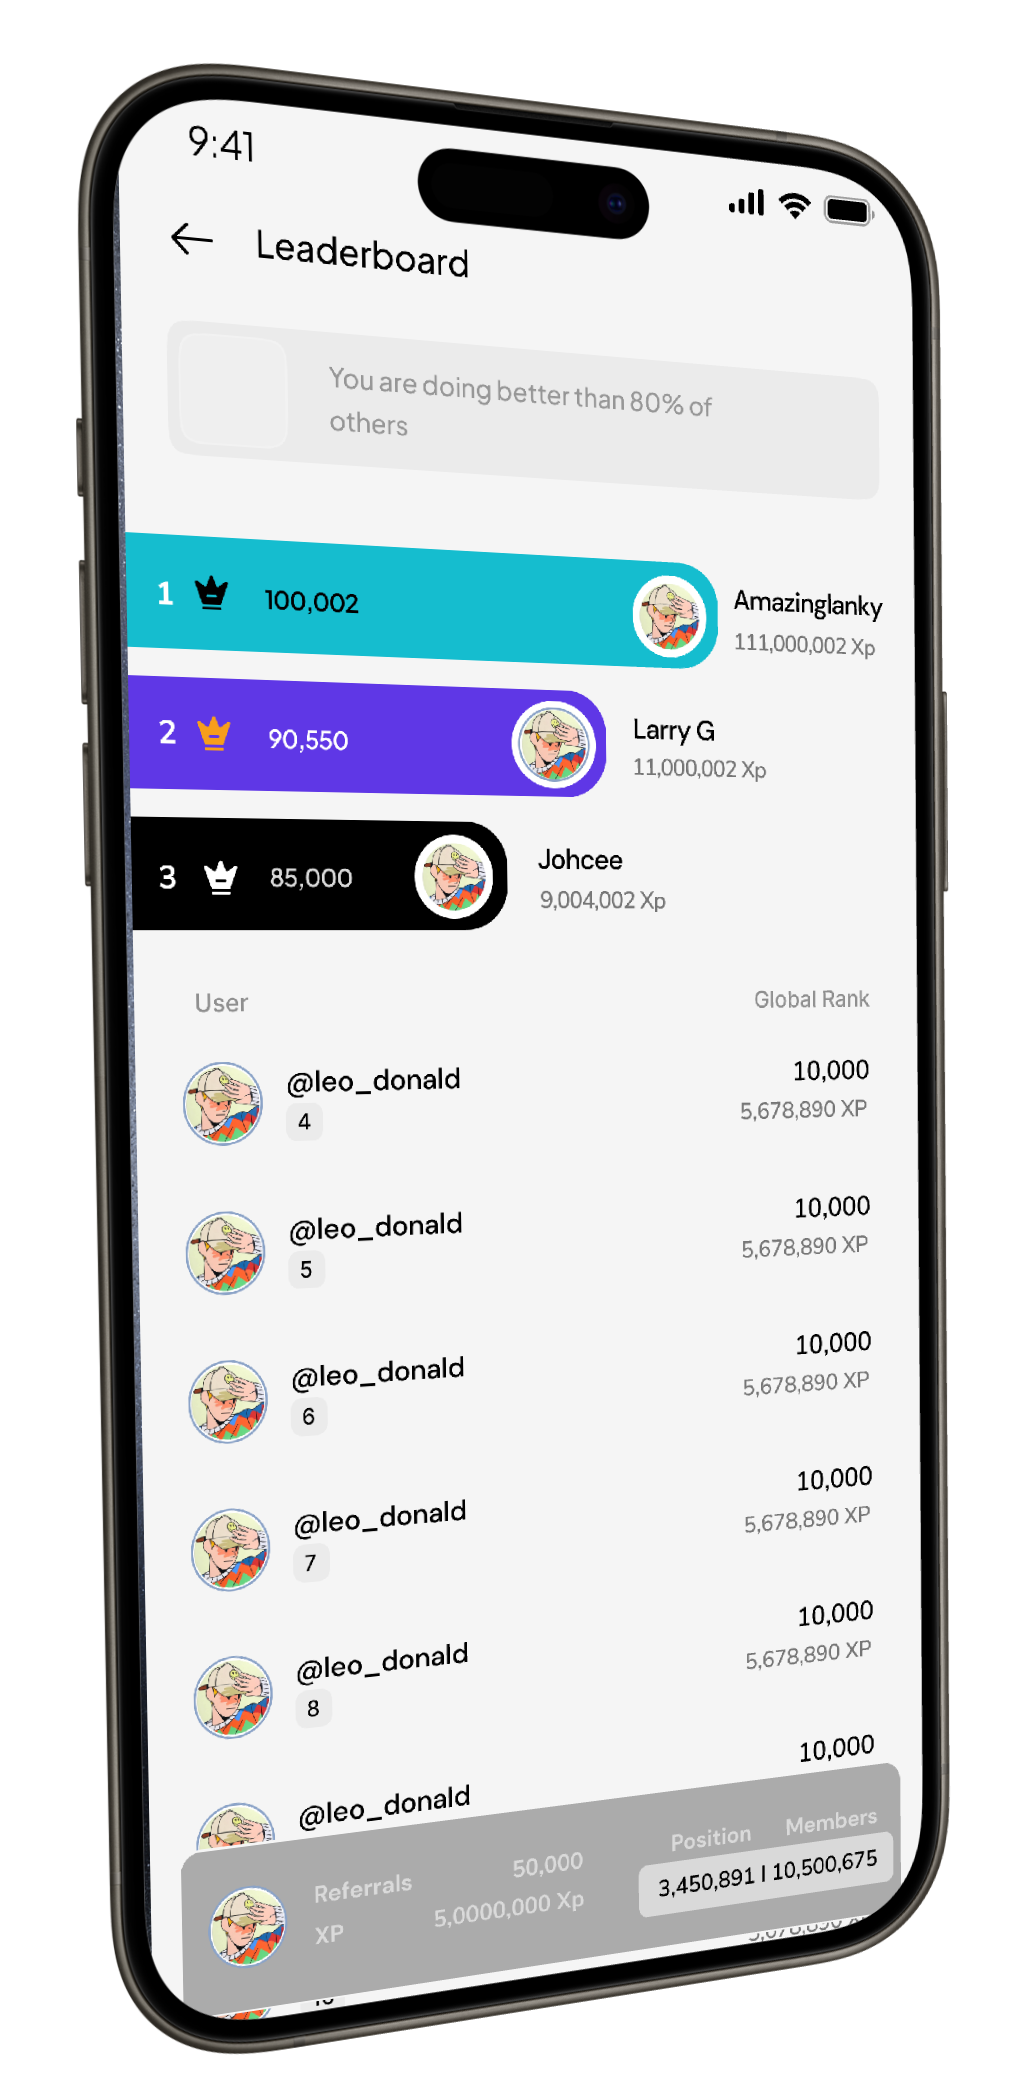 9:41
Leaderboard
You are doing better than 80% of
others
1 100,002
Amazinglanky
111,000,002 Xp
2 90,550
Larry G
11,000,002 Xp
3 85,000
Johcee
9,004,002 Xp
User Global Rank
@leo_donald 10,000
4 5,678,890 XP
@leo_donald 10,000
5 5,678,890 XP
@leo_donald 10,000
6 5,678,890 XP
@leo_donald 10,000
7 5,678,890 XP
@leo_donald 10,000
8 5,678,890 XP
@leo_donald 10,000
Referrals 50,000 Position Members
XP 5,0000,000 Xp 3,450,891 | 10,500,675